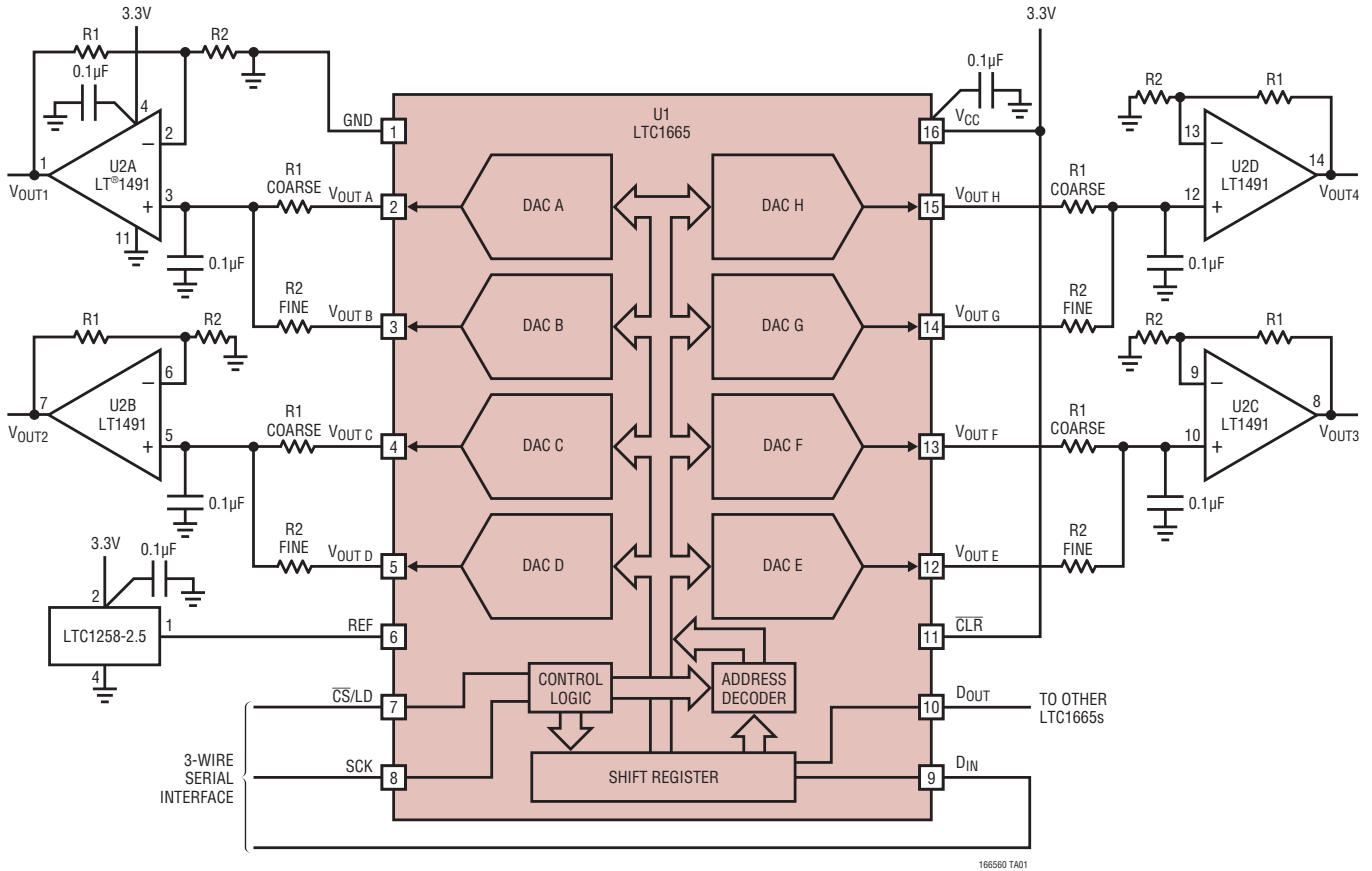 3.3V
R1
R2
0.1µF
4
2
−
U2A
LT®1491
1
VOUT1
3
+
11
0.1µF
GND
1
R1
COARSE
VOUT A
2
R2
FINE
VOUT B
3
R1
R2
6
−
U2B
LT1491
7
VOUT2
5
+
0.1µF
R1
COARSE
VOUT C
4
R2
FINE
VOUT D
5
3.3V
0.1µF
2
LTC1258-2.5
1
4
REF
6
CS/LD
7
SCK
8
3-WIRE
SERIAL
INTERFACE
U1
LTC1665
DAC A
DAC H
DAC B
DAC G
DAC C
DAC F
DAC D
DAC E
CONTROL
LOGIC
ADDRESS
DECODER
SHIFT REGISTER
3.3V
0.1µF
VCC
16
VOUT H
15
R1
COARSE
VOUT G
14
R2
FINE
R2
R1
13
−
U2D
LT1491
14
VOUT4
12
+
0.1µF
VOUT F
13
R1
COARSE
VOUT E
12
R2
FINE
R2
R1
9
−
U2C
LT1491
8
VOUT3
10
+
0.1µF
CLR
11
DOUT
10
TO OTHER
LTC1665s
DIN
9
166560 TA01